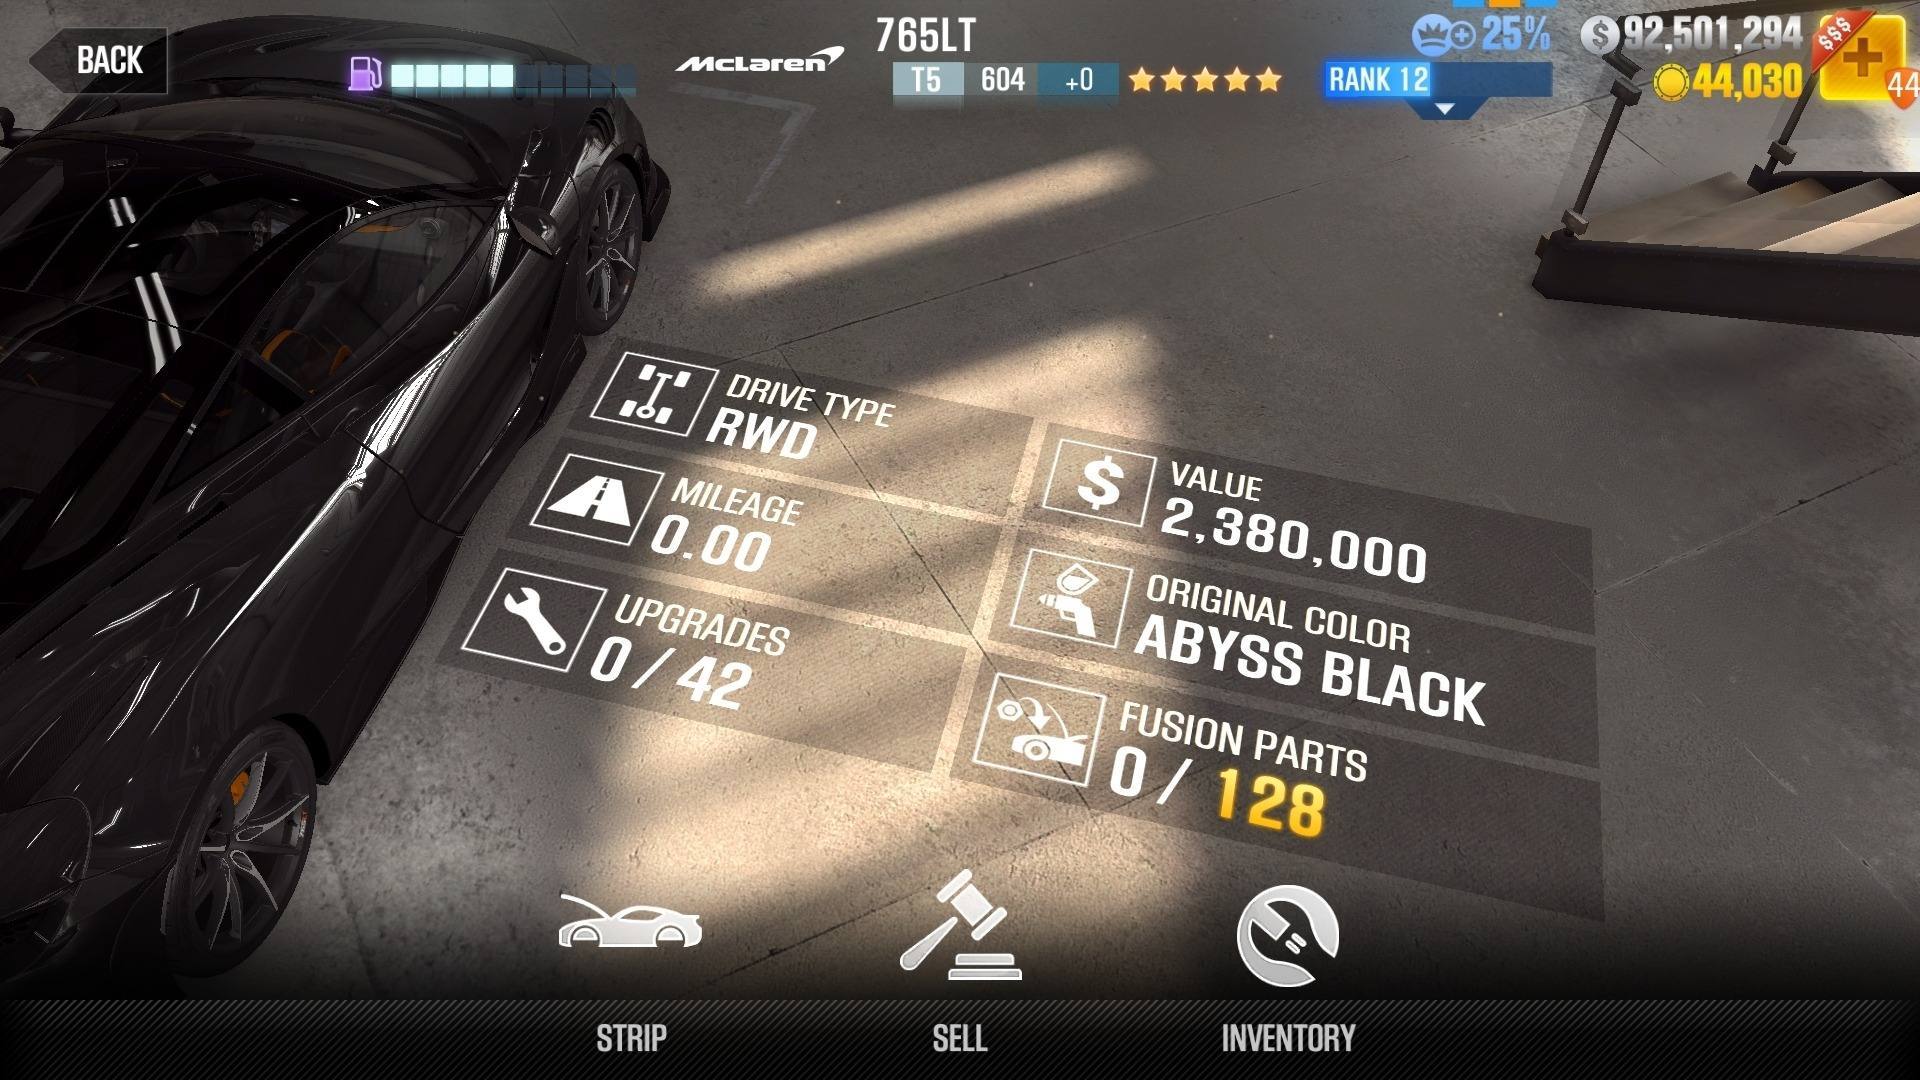 BACK
McLaren
765LT
T5 604 +0
25%
RANK 12
$ 92,501,294
44,030
$$$
44
DRIVE TYPE
RWD
MILEAGE
0.00
UPGRADES
0 / 42
$ VALUE
2,380,000
ORIGINAL COLOR
ABYSS BLACK
FUSION PARTS
0 / 128
STRIP
SELL
INVENTORY